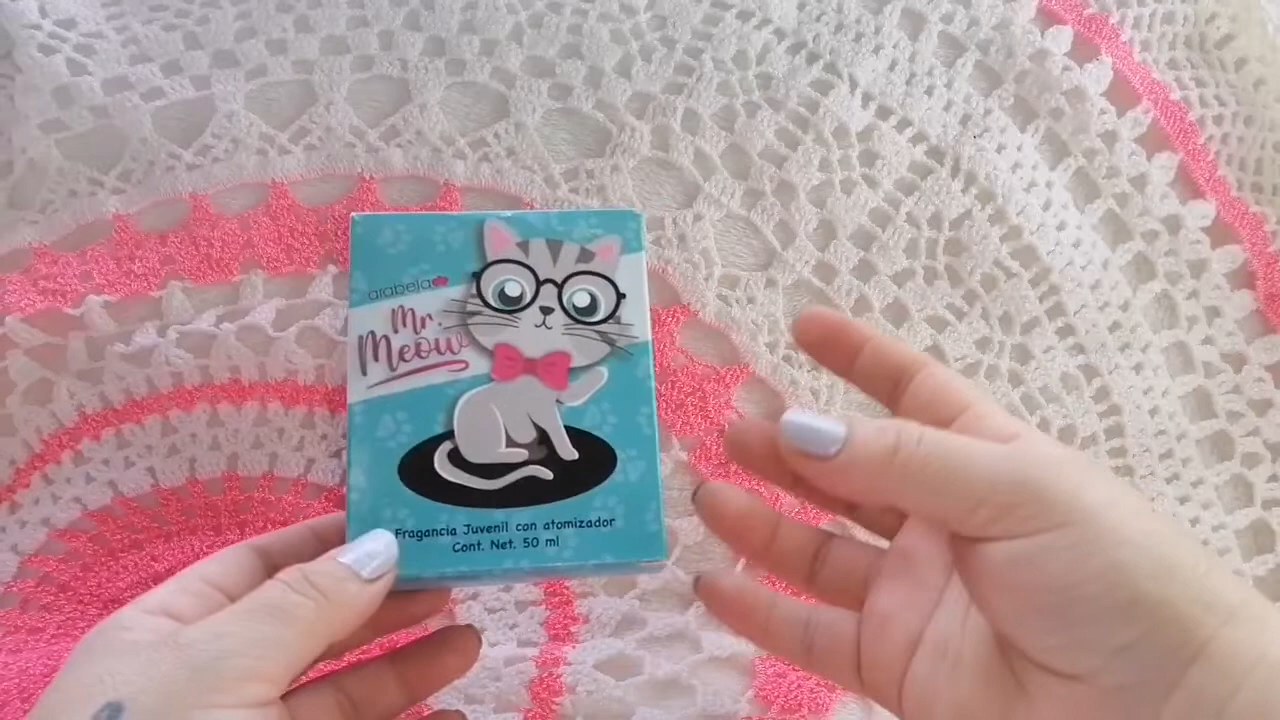 arabela
Mr.
Meow
Fragancia Juvenil con atomizador
Cont. Net. 50 ml